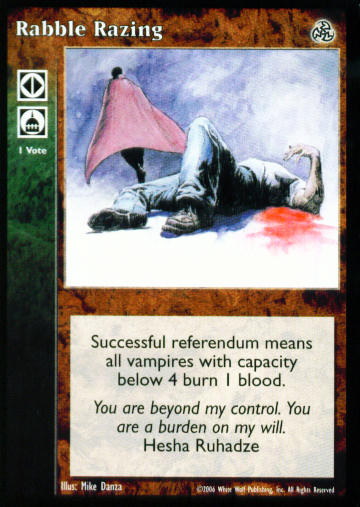 Rabble Razing
1 Vote
Successful referendum means
all vampires with capacity
below 4 burn 1 blood.
You are beyond my control. You
are a burden on my will.
Hesha Ruhadze
Illus: Mike Danza
©2006 White Wolf Publishing, Inc. All Rights Reserved.